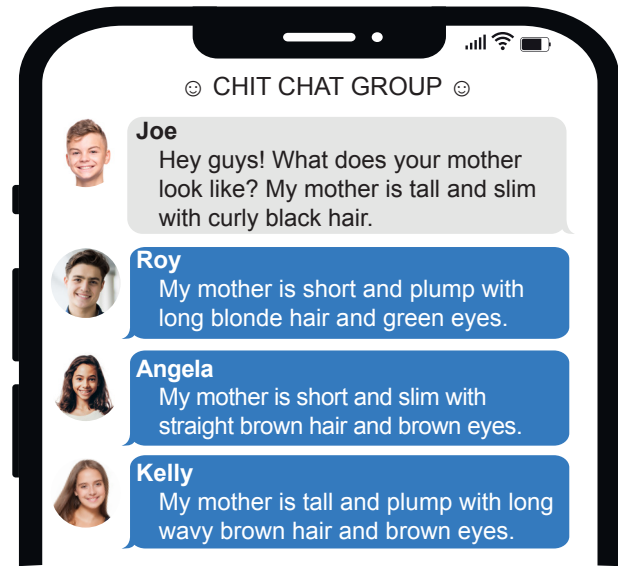 ☺ CHIT CHAT GROUP ☺
Joe
Hey guys! What does your mother
look like? My mother is tall and slim
with curly black hair.
Roy
My mother is short and plump with
long blonde hair and green eyes.
Angela
My mother is short and slim with
straight brown hair and brown eyes.
Kelly
My mother is tall and plump with long
wavy brown hair and brown eyes.